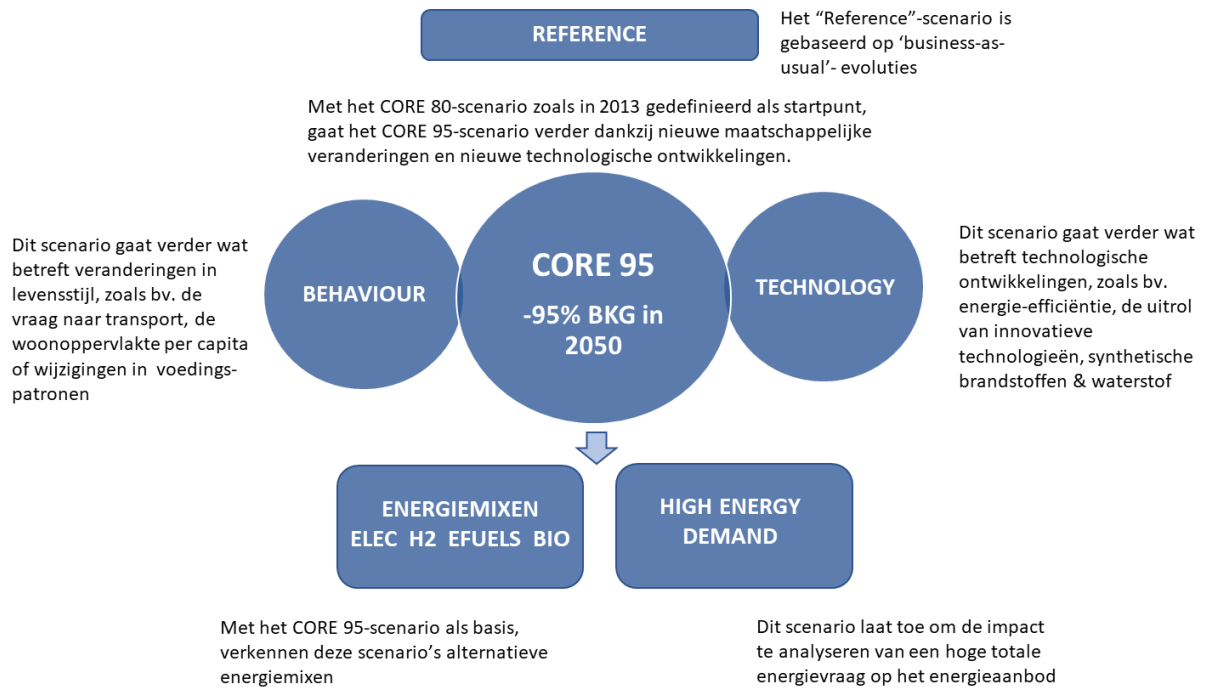 REFERENCE
Het “Reference”-scenario is
gebaseerd op ‘business-as-
usual’- evoluties
Met het CORE 80-scenario zoals in 2013 gedefinieerd als startpunt,
gaat het CORE 95-scenario verder dankzij nieuwe maatschappelijke
veranderingen en nieuwe technologische ontwikkelingen.
Dit scenario gaat verder wat
betreft veranderingen in
levensstijl, zoals bv. de
vraag naar transport, de
woonoppervlakte per capita
of wijzigingen in voedings-
patronen
BEHAVIOUR
CORE 95
-95% BKG in
2050
TECHNOLOGY
Dit scenario gaat verder wat
betreft technologische
ontwikkelingen, zoals bv.
energie-efficiëntie, de uitrol
van innovatieve
technologieën, synthetische
brandstoffen & waterstof
ENERGIEMIXEN
ELEC H2 EFUELS BIO
HIGH ENERGY
DEMAND
Met het CORE 95-scenario als basis,
verkennen deze scenario’s alternatieve
energiemixen
Dit scenario laat toe om de impact
te analyseren van een hoge totale
energievraag op het energieaanbod